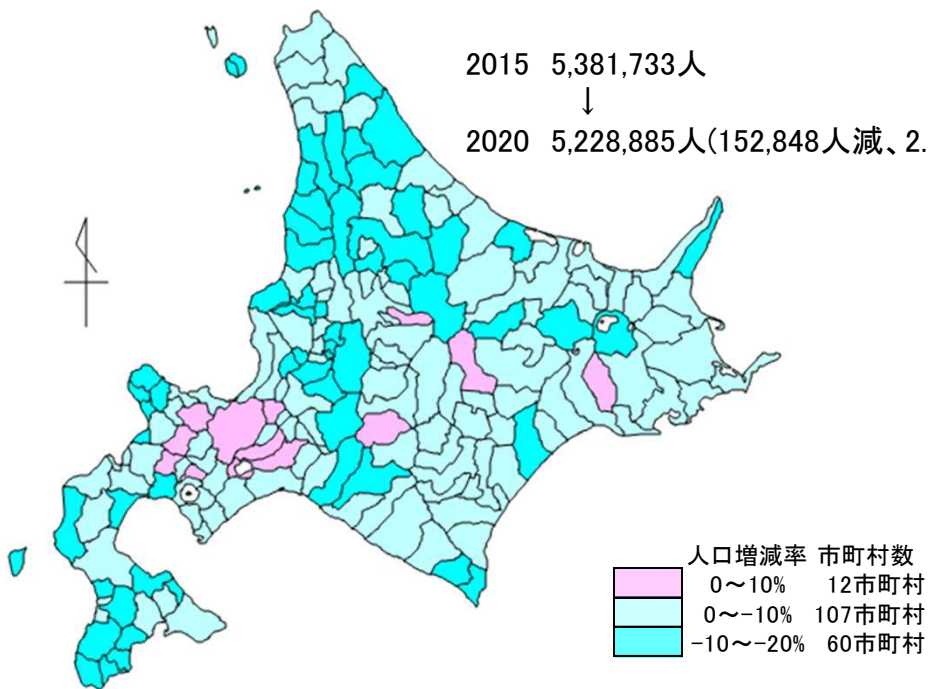 2015 5,381,733人
↓
2020 5,228,885人(152,848人減、2.
人口増減率 市町村数
0～10% 12市町村
0～-10% 107市町村
-10～-20% 60市町村